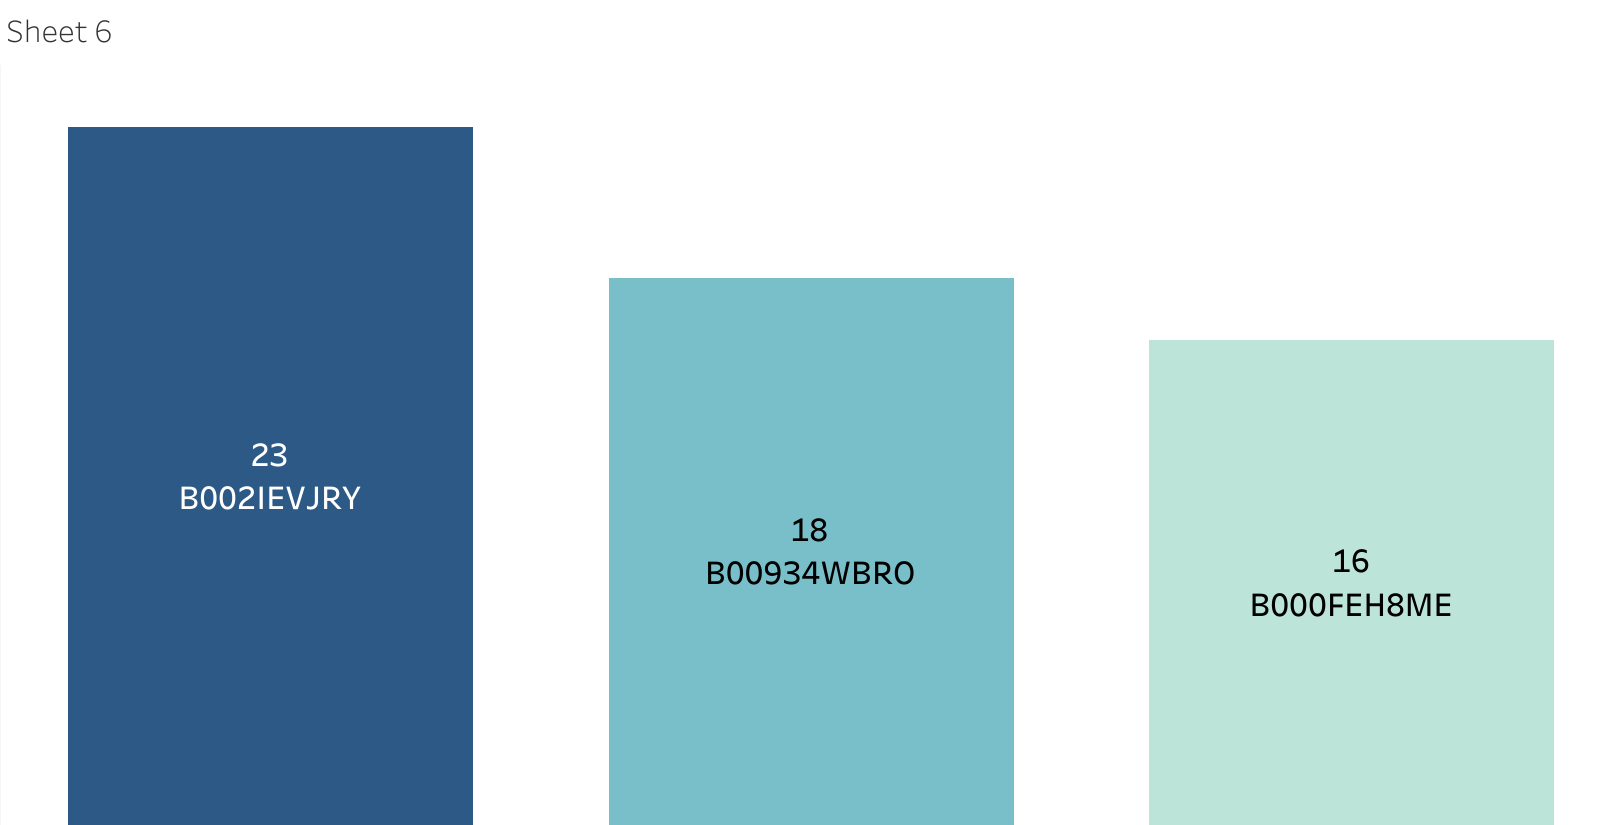 Sheet 6
23
B002IEVJRY
18
B00934WBRO
16
B000FEH8ME